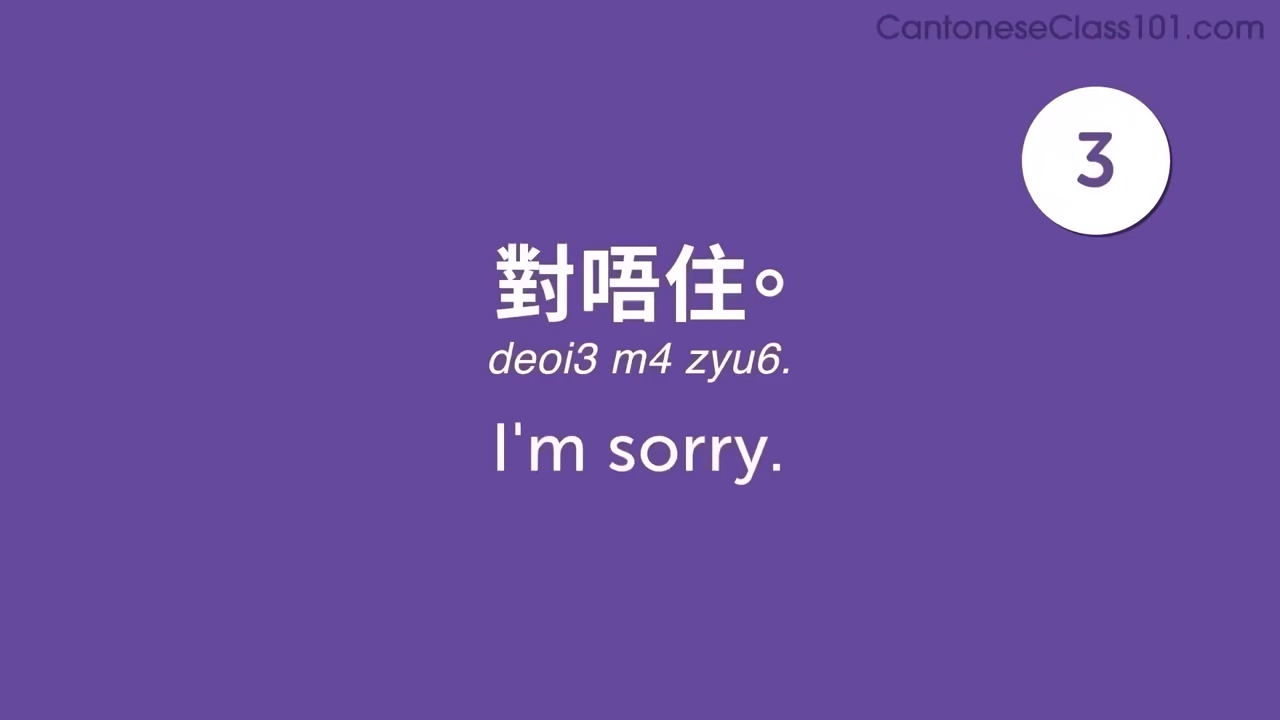 CantoneseClass101.com
3
對唔住。
deoi3 m4 zyu6.
I'm sorry.